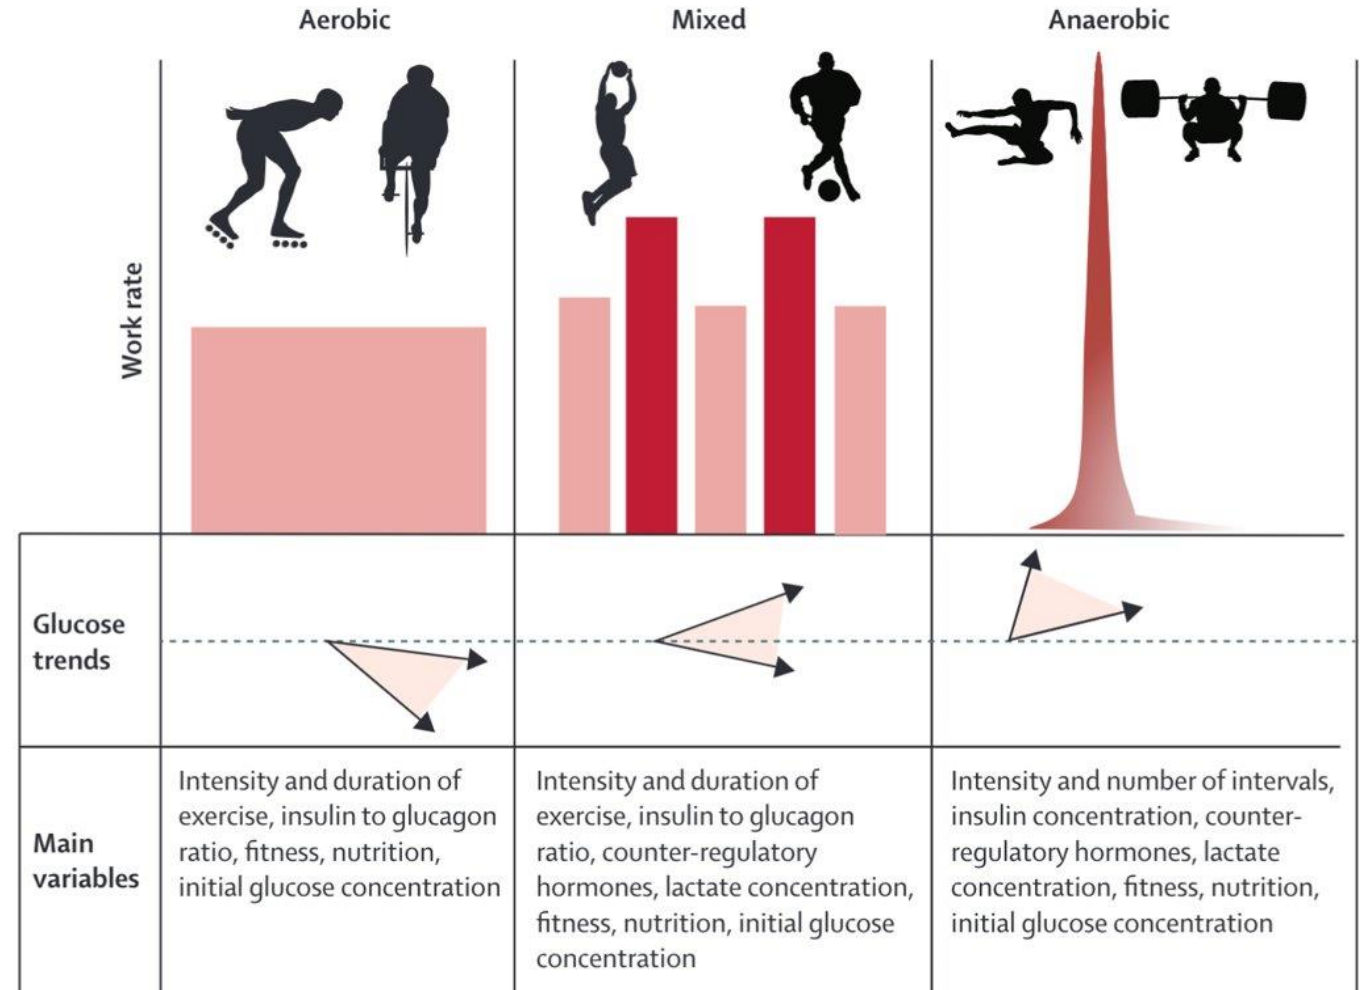 Aerobic
Mixed
Anaerobic
Work rate
Glucose
trends
Main
variables
Intensity and duration of
exercise, insulin to glucagon
ratio, fitness, nutrition,
initial glucose concentration
Intensity and duration of
exercise, insulin to glucagon
ratio, counter-regulatory
hormones, lactate concentration,
fitness, nutrition, initial glucose
concentration
Intensity and number of intervals,
insulin concentration, counter-
regulatory hormones, lactate
concentration, fitness, nutrition,
initial glucose concentration